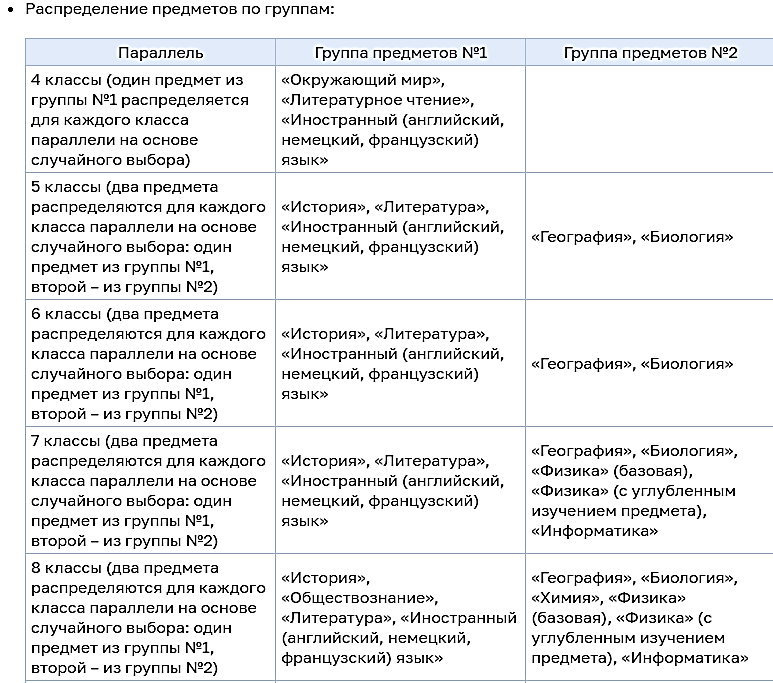 • Распределение предметов по группам:
Параллель
Группа предметов №1
Группа предметов №2
4 классы (один предмет из
группы №1 распределяется
для каждого класса
параллели на основе
случайного выбора)
«Окружающий мир»,
«Литературное чтение»,
«Иностранный (английский,
немецкий, французский)
язык»
5 классы (два предмета
распределяются для каждого
класса параллели на основе
случайного выбора: один
предмет из группы №1,
второй – из группы №2)
«История», «Литература»,
«Иностранный (английский,
немецкий, французский)
язык»
«География», «Биология»
6 классы (два предмета
распределяются для каждого
класса параллели на основе
случайного выбора: один
предмет из группы №1,
второй – из группы №2)
«История», «Литература»,
«Иностранный (английский,
немецкий, французский)
язык»
«География», «Биология»
7 классы (два предмета
распределяются для каждого
класса параллели на основе
случайного выбора: один
предмет из группы №1,
второй – из группы №2)
«История», «Литература»,
«Иностранный (английский,
немецкий, французский)
язык»
«География», «Биология»,
«Физика» (базовая),
«Физика» (с углубленным
изучением предмета),
«Информатика»
8 классы (два предмета
распределяются для каждого
класса параллели на основе
случайного выбора: один
предмет из группы №1,
второй – из группы №2)
«История»,
«Обществознание»,
«Литература», «Иностранный
(английский, немецкий,
французский) язык»
«География», «Биология»,
«Химия», «Физика»
(базовая), «Физика» (с
углубленным изучением
предмета), «Информатика»